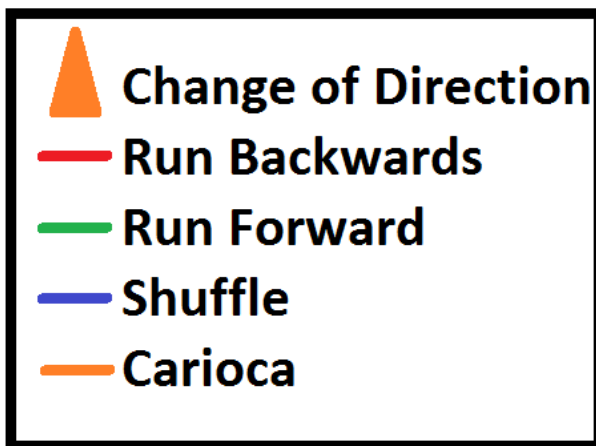 Change of Direction
Run Backwards
Run Forward
Shuffle
Carioca